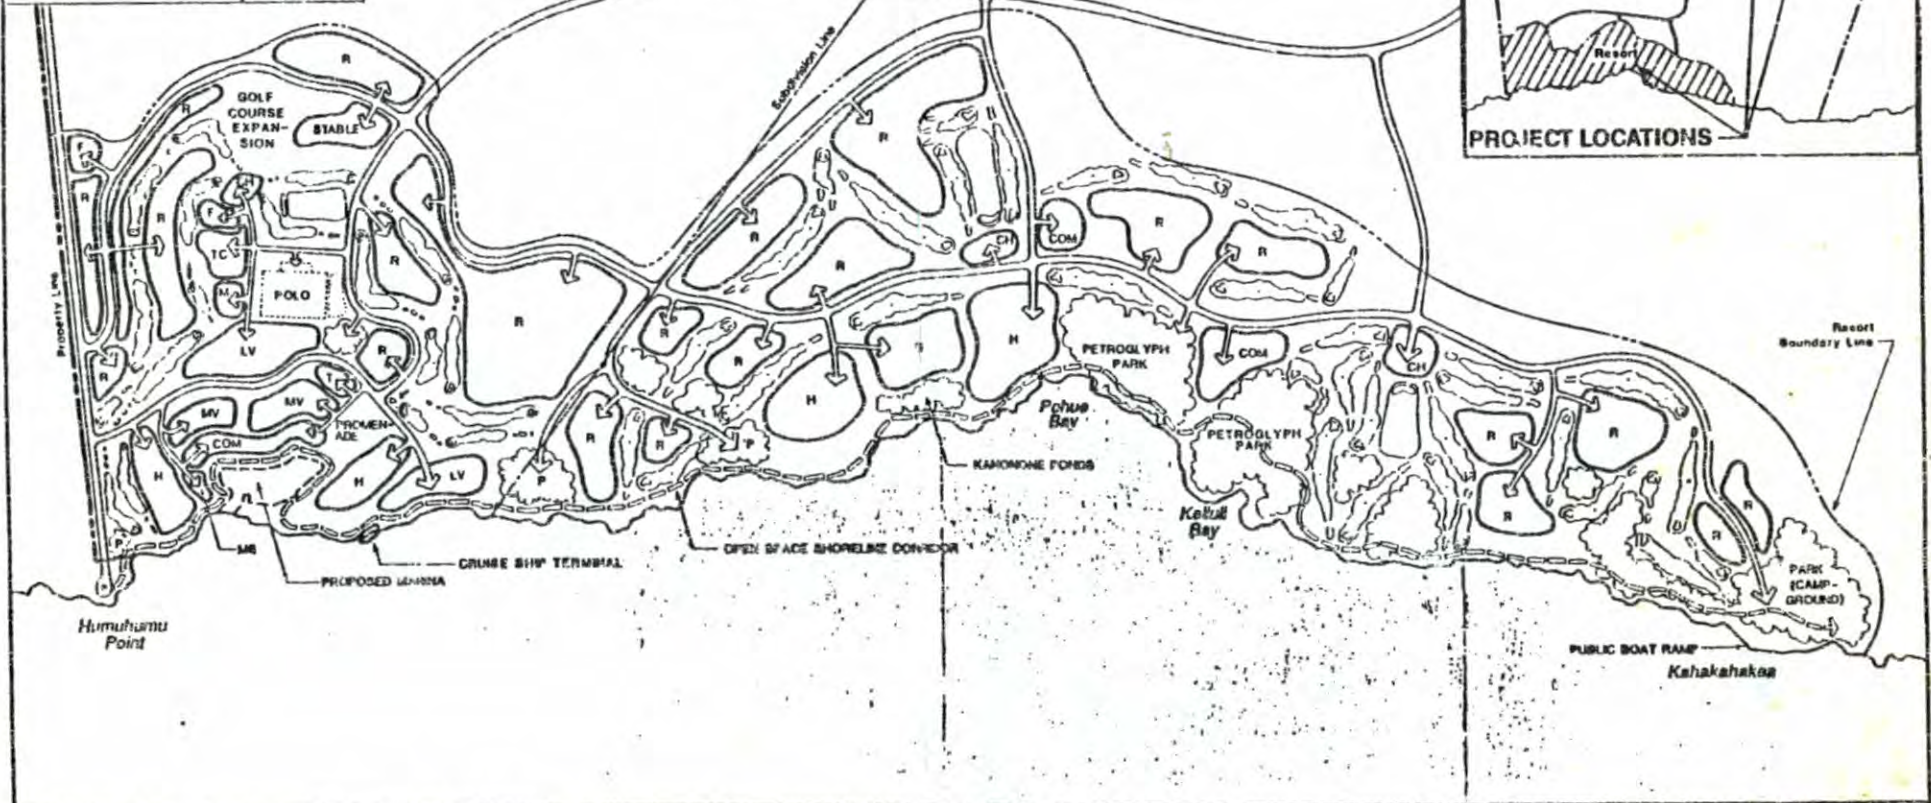 Resort
PROJECT LOCATIONS
Subdivision Line
R
R
GOLF
COURSE
EXPAN-
SION
STABLE
F
R
R
F
TC
M
POLO
R
LV
R
R
T
MV
MV
PROMEN-
ADE
COM
H
H
LV
P
P
R
R
R
R
R
R
R
R
P
H
H
CH
COM
R
R
PETROGLYPH
PARK
COM
PETROGLYPH
PARK
CH
R
R
R
R
R
PARK
(CAMP-
GROUND)
Property Line
Resort
Boundary Line
Pohue
Bay
KANONONE PONDS
Kaliuli
Bay
OPEN SPACE SHORELINE CORRIDOR
CRUISE SHIP TERMINAL
PROPOSED MARINA
Humuhumu
Point
PUBLIC BOAT RAMP
Kahakahakea